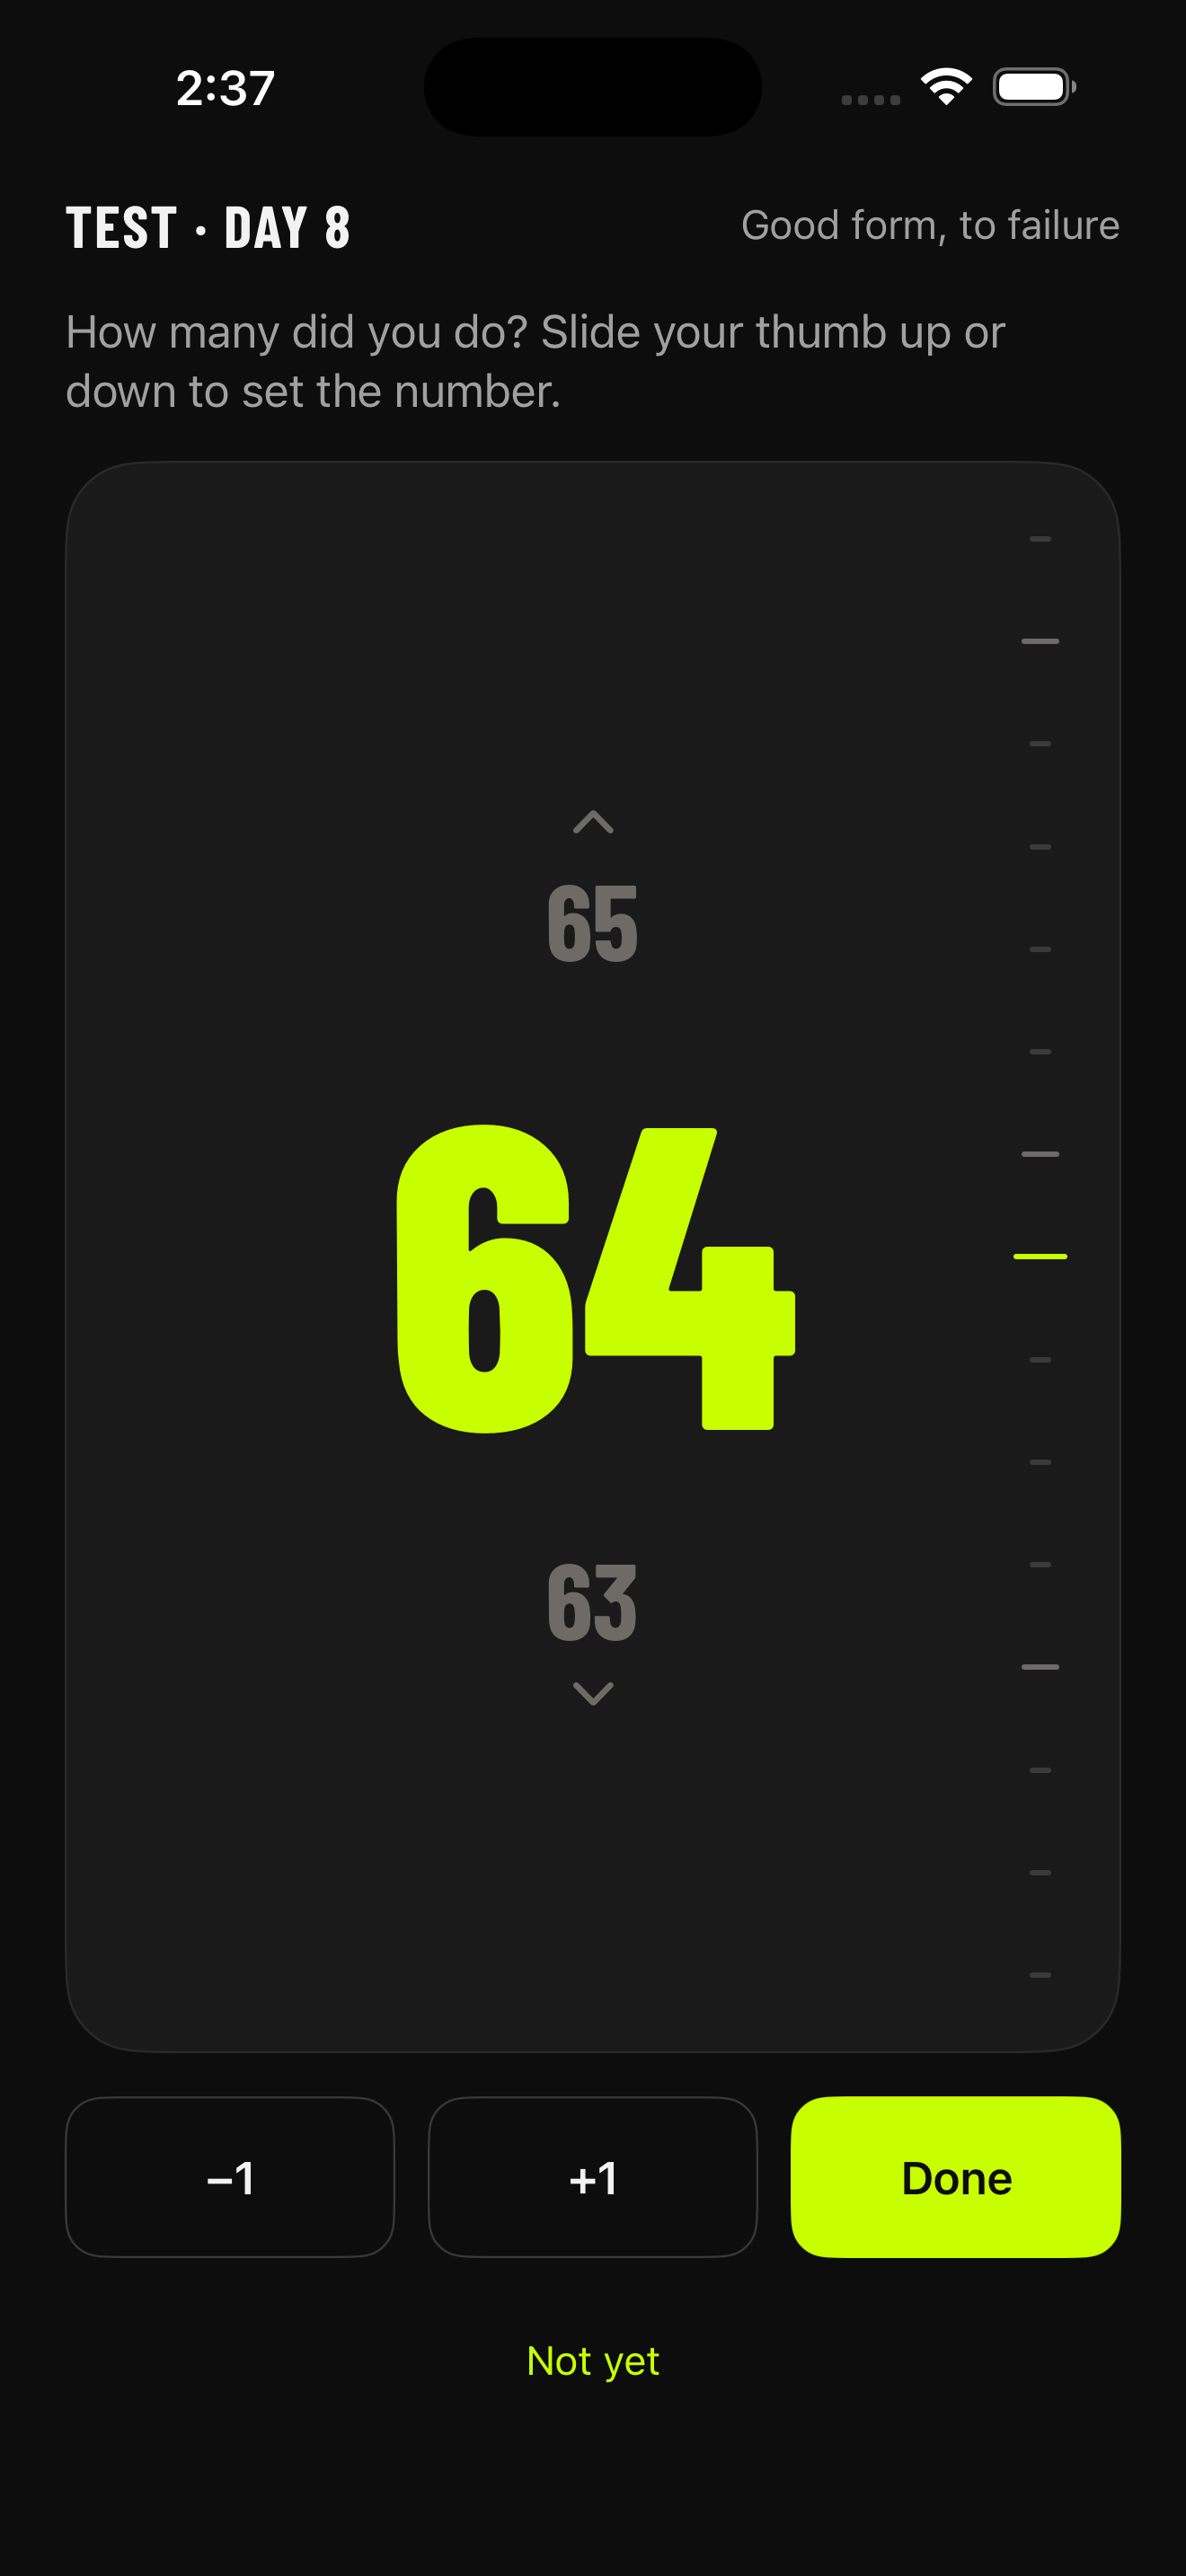 2:37
TEST · DAY 8
Good form, to failure
How many did you do? Slide your thumb up or
down to set the number.
65
64
63
–1
+1
Done
Not yet